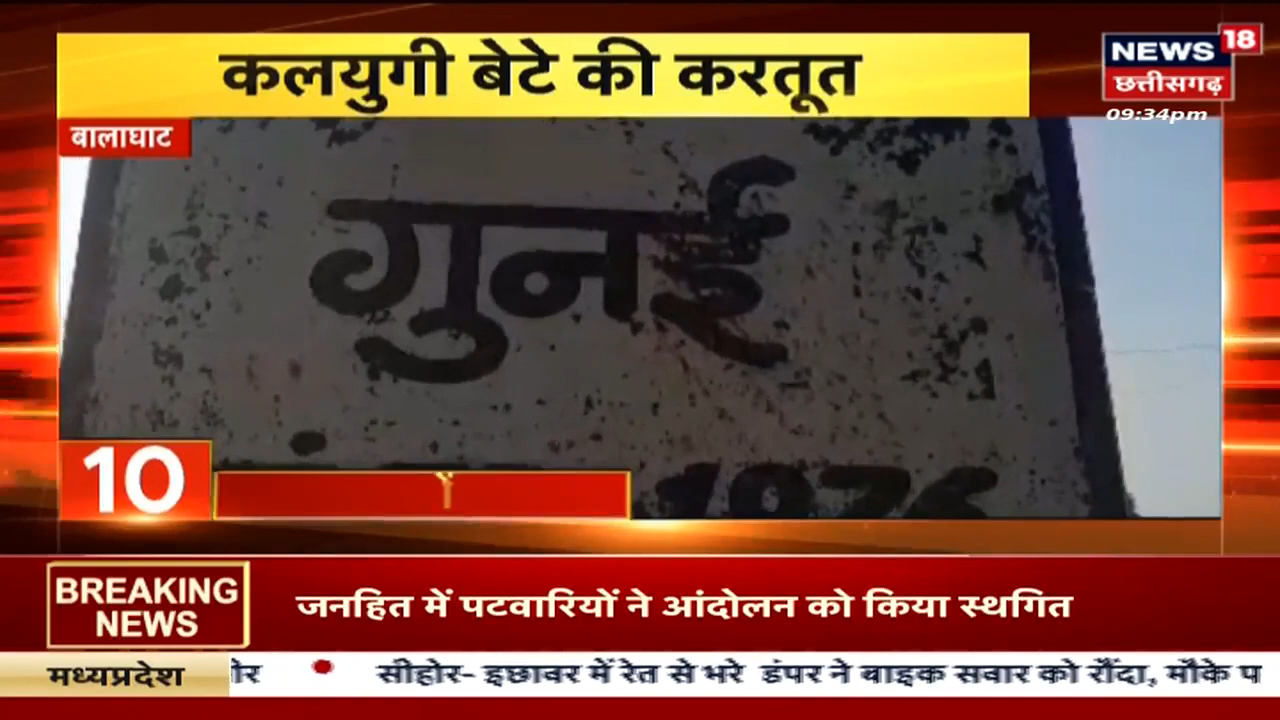 कलयुगी बेटे की करतूत
NEWS 18
छत्तीसगढ़
09:34pm
बालाघाट
गुनई
1976
10
BREAKING NEWS
जनहित में पटवारियों ने आंदोलन को किया स्थगित
मध्यप्रदेश
सीहोर- इछावर में रेत से भरे डंपर ने बाइक सवार को रौंदा, मौके प